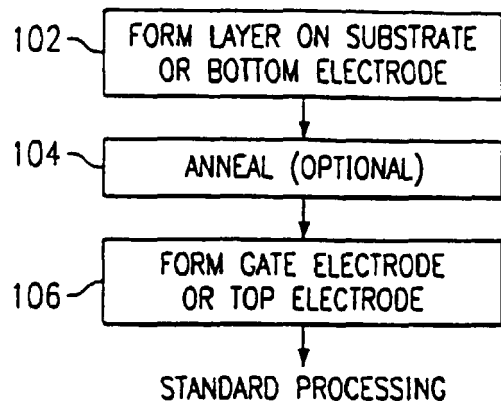 102
FORM LAYER ON SUBSTRATE
OR BOTTOM ELECTRODE
104
ANNEAL (OPTIONAL)
106
FORM GATE ELECTRODE
OR TOP ELECTRODE
STANDARD PROCESSING